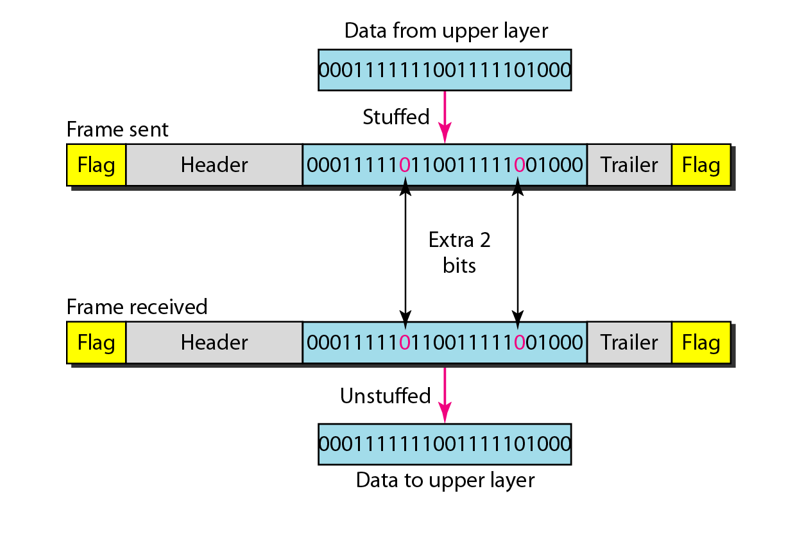 Data from upper layer
0001111111001111101000
Stuffed
Frame sent
Flag Header 000111110110011111001000 Trailer Flag
Extra 2
bits
Frame received
Flag Header 000111110110011111001000 Trailer Flag
Unstuffed
0001111111001111101000
Data to upper layer